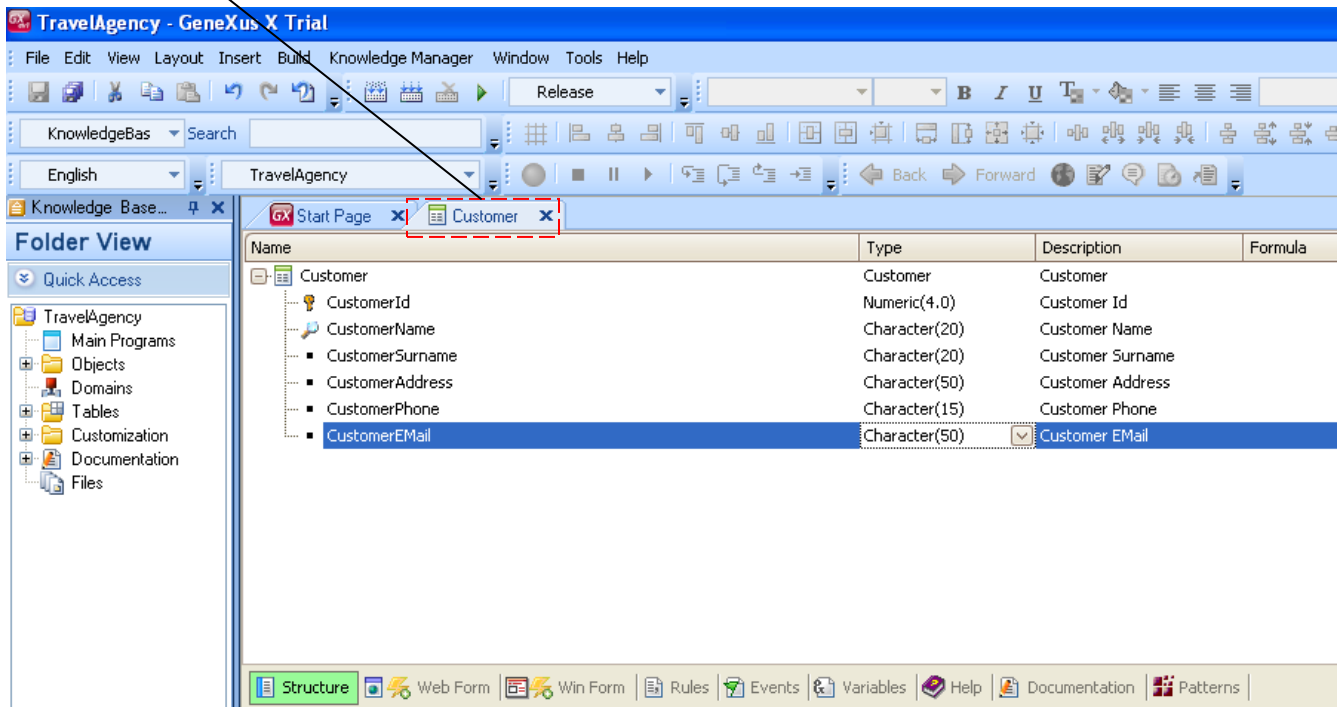 TravelAgency - GeneXus X Trial
File Edit View Layout Insert Build Knowledge Manager Window Tools Help
Release B I U T
KnowledgeBas Search
English TravelAgency Back Forward
Knowledge Base... GX Start Page Customer
Folder View
Name Type Description Formula
Quick Access
Customer Customer Customer
CustomerId Numeric(4.0) Customer Id
TravelAgency
CustomerName Character(20) Customer Name
Main Programs
CustomerSurname Character(20) Customer Surname
Objects
CustomerAddress Character(50) Customer Address
Domains
CustomerPhone Character(15) Customer Phone
Tables
CustomerEMail Character(50) Customer EMail
Customization
Documentation
Files
Structure Web Form Win Form Rules Events Variables Help Documentation Patterns